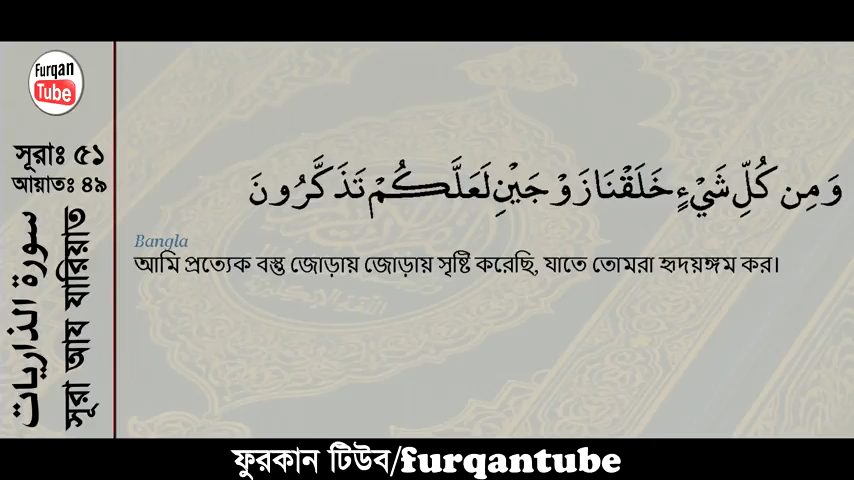 Furqan
Tube
সূরাঃ ৫১
আয়াতঃ ৪৯
سورة الذاريات
সূরা আয যারিয়াত
وَمِن كُلِّ شَيْءٍ خَلَقْنَا زَوْجَيْنِ لَعَلَّكُمْ تَذَكَّرُونَ
Bangla
আমি প্রত্যেক বস্তু জোড়ায় জোড়ায় সৃষ্টি করেছি, যাতে তোমরা হৃদয়ঙ্গম কর।
ফুরকান টিউব/furqantube